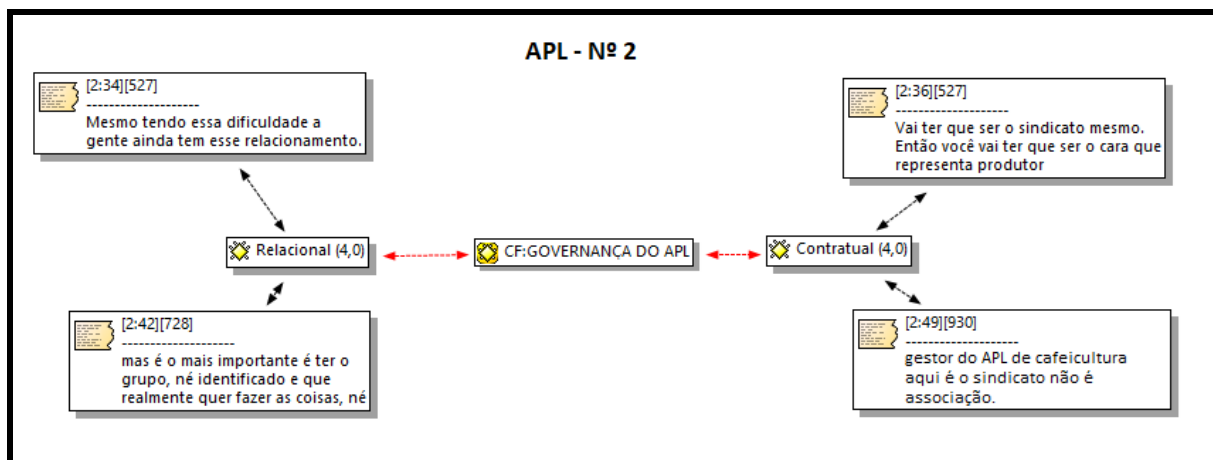 APL - Nº 2
[2:34][527]
--------------------
Mesmo tendo essa dificuldade a
gente ainda tem esse relacionamento.
[2:36][527]
--------------------
Vai ter que ser o sindicato mesmo.
Então você vai ter que ser o cara que
representa produtor
Relacional (4,0)
CF:GOVERNANÇA DO APL
Contratual (4,0)
[2:42][728]
--------------------
mas é o mais importante é ter o
grupo, né identificado e que
realmente quer fazer as coisas, né
[2:49][930]
--------------------
gestor do APL de cafeicultura
aqui é o sindicato não é
associação.